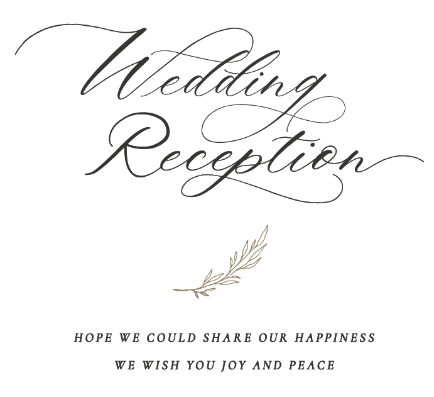 Wedding
Reception
HOPE WE COULD SHARE OUR HAPPINESS
WE WISH YOU JOY AND PEACE